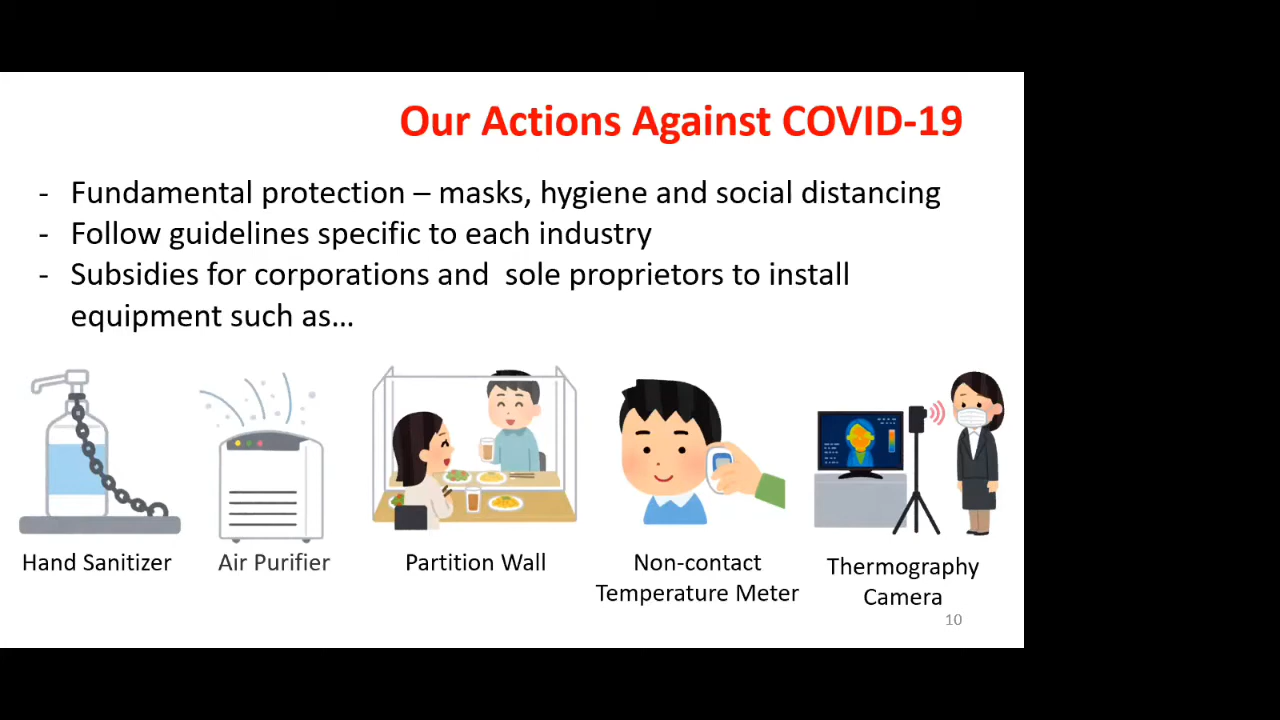 Our Actions Against COVID-19
- Fundamental protection – masks, hygiene and social distancing
- Follow guidelines specific to each industry
- Subsidies for corporations and  sole proprietors to install
equipment such as…
Hand Sanitizer
Air Purifier
Partition Wall
Non-contact
Temperature Meter
Thermography
Camera
10